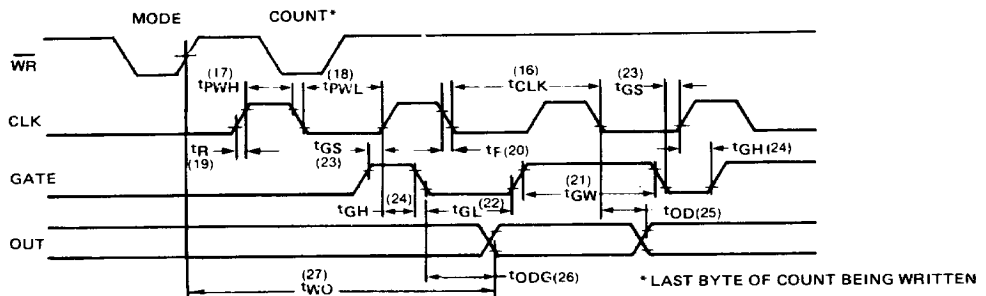 MODE
COUNT*
WR
(17)
tPWH
(18)
tPWL
(16)
tCLK
(23)
tGS
CLK
tR
(19)
tGS
(23)
tF(20)
tGH(24)
GATE
tGH
(24)
tGL
(22)
(21)
tGW
tOD(25)
OUT
tODG(26)
(27)
tWO
*LAST BYTE OF COUNT BEING WRITTEN